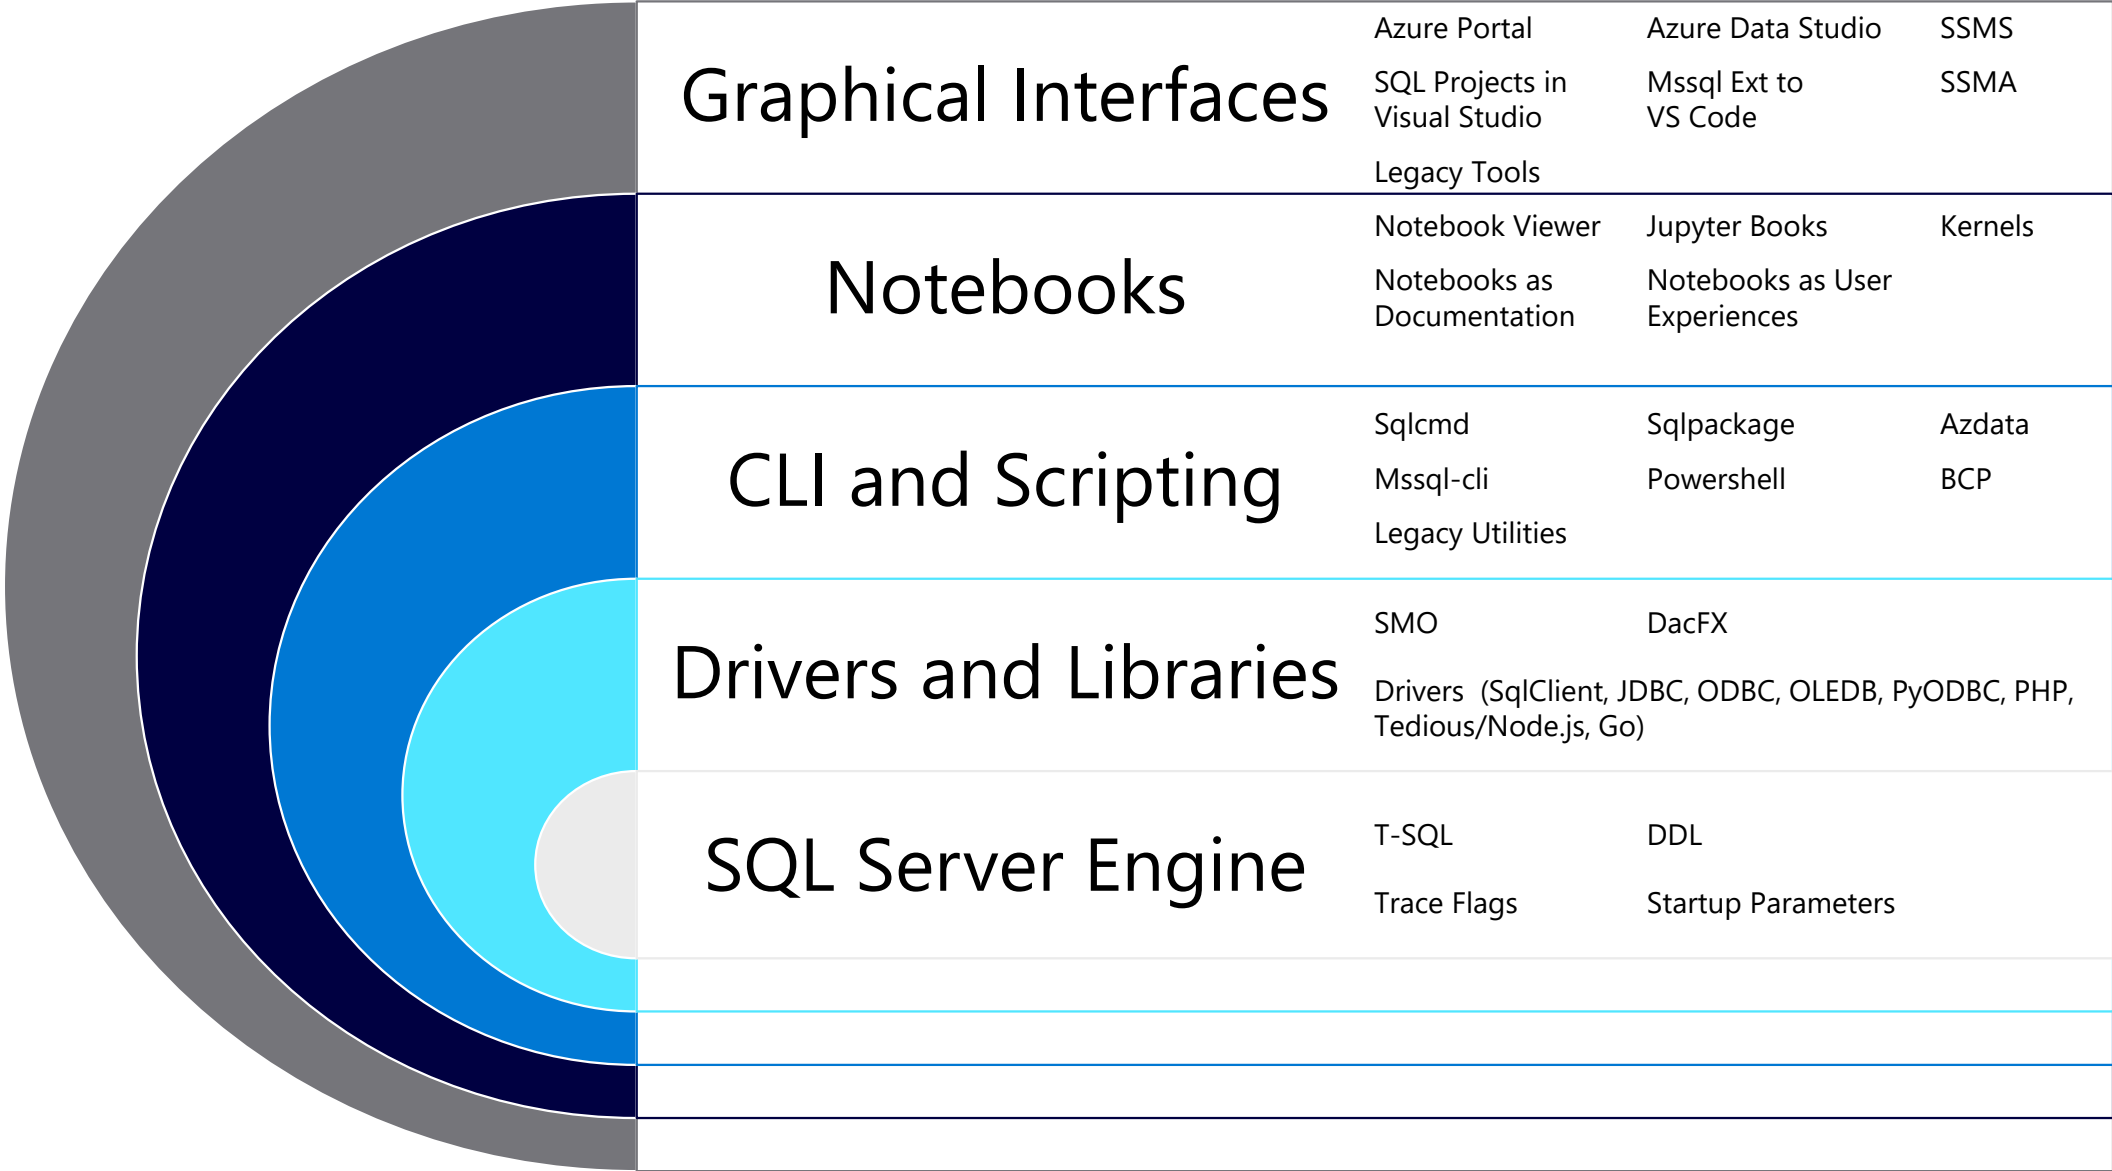 Graphical Interfaces
Azure Portal
Azure Data Studio
SSMS
SQL Projects in
Visual Studio
Mssql Ext to
VS Code
SSMA
Legacy Tools
Notebooks
Notebook Viewer
Jupyter Books
Kernels
Notebooks as
Documentation
Notebooks as User
Experiences
CLI and Scripting
Sqlcmd
Sqlpackage
Azdata
Mssql-cli
Powershell
BCP
Legacy Utilities
Drivers and Libraries
SMO
DacFX
Drivers  (SqlClient, JDBC, ODBC, OLEDB, PyODBC, PHP,
Tedious/Node.js, Go)
SQL Server Engine
T-SQL
DDL
Trace Flags
Startup Parameters